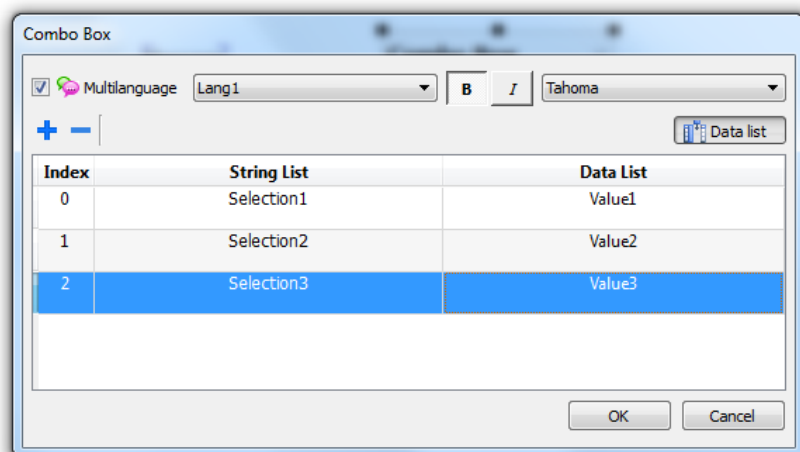 Combo Box
Multilanguage Lang1 B I Tahoma
Data list
Index String List Data List
0 Selection1 Value1
1 Selection2 Value2
2 Selection3 Value3
OK Cancel